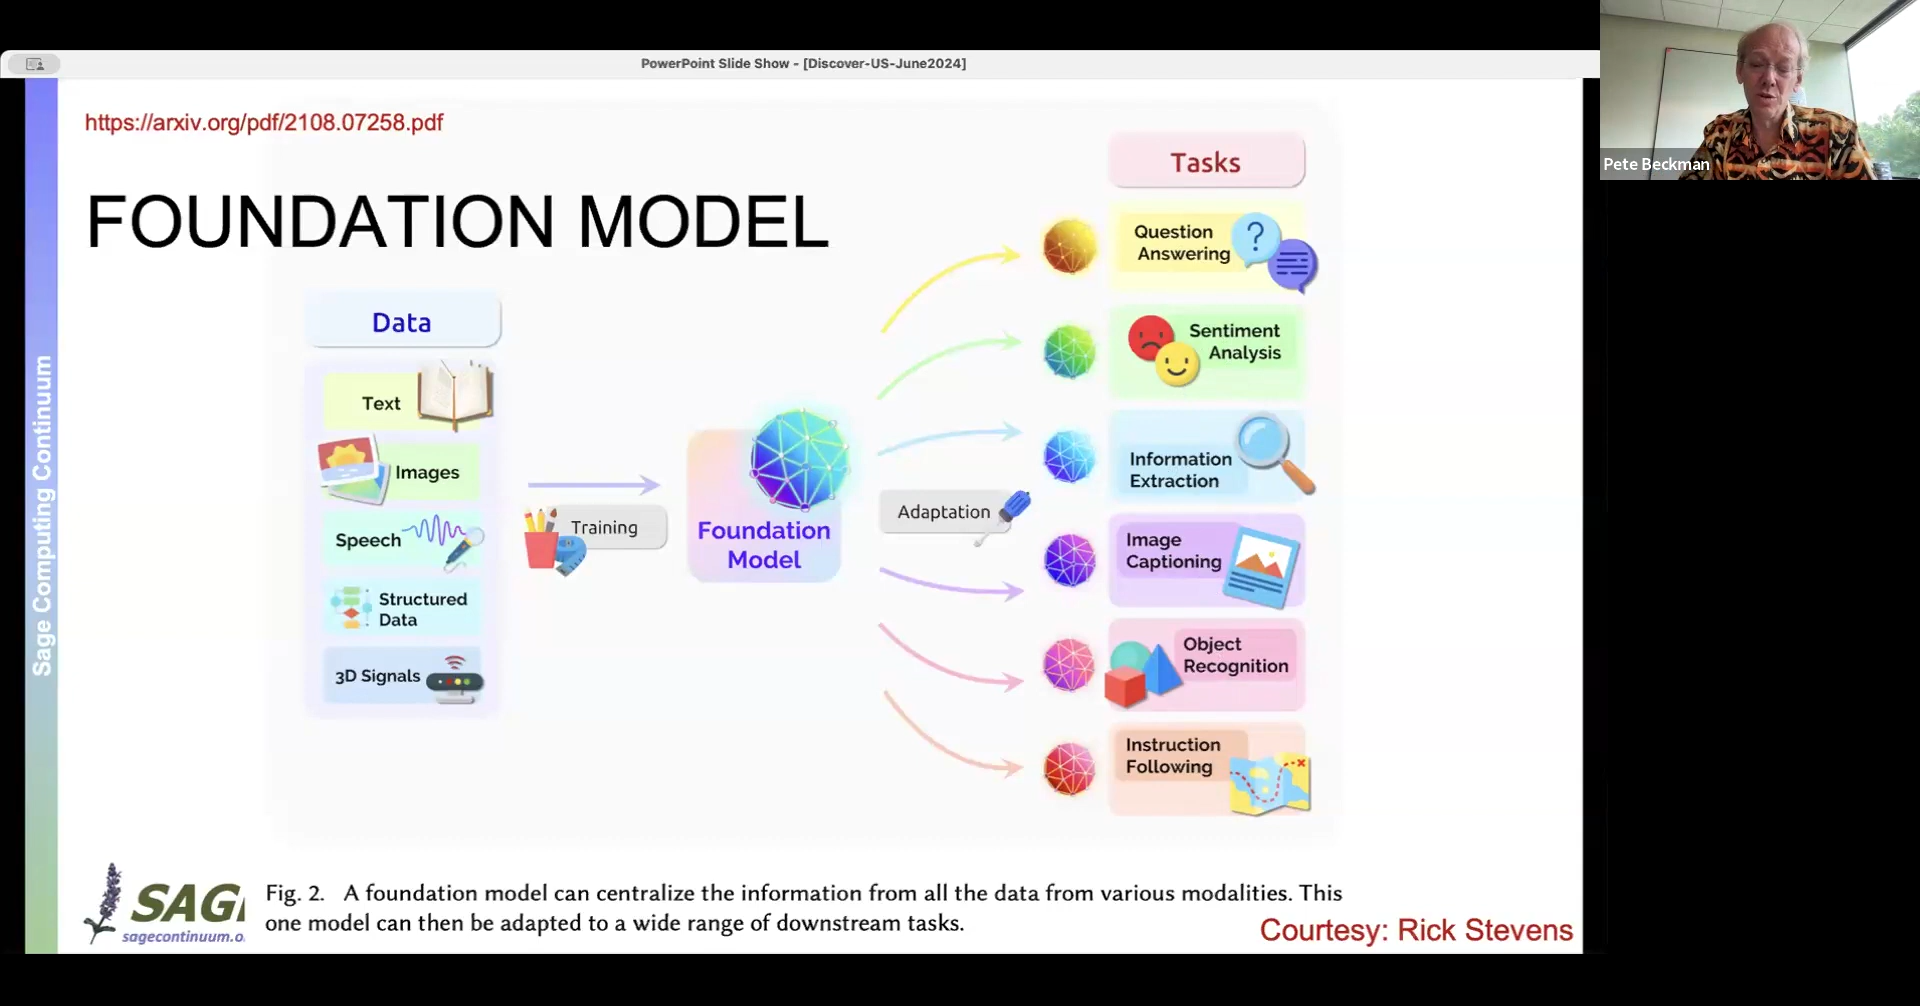 PowerPoint Slide Show - [Discover-US-June2024]
Pete Beckman
Sage Computing Continuum
https://arxiv.org/pdf/2108.07258.pdf
FOUNDATION MODEL
Data
Text
Images
Speech
Structured
Data
3D Signals
Training
Foundation
Model
Adaptation
Tasks
Question
Answering
?
Sentiment
Analysis
Information
Extraction
Image
Captioning
Object
Recognition
Instruction
Following
SAG
sagecontinuum.o
Fig. 2. A foundation model can centralize the information from all the data from various modalities. This
one model can then be adapted to a wide range of downstream tasks.
Courtesy: Rick Stevens